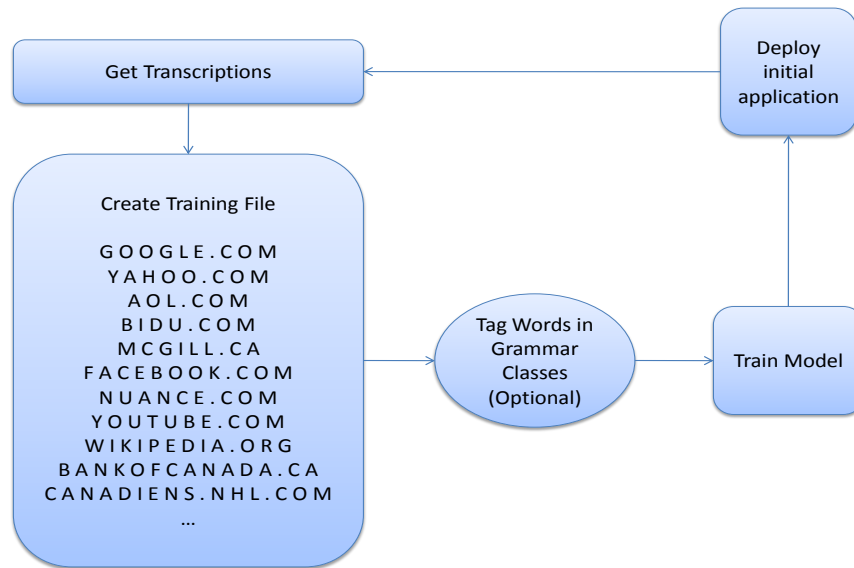 Get Transcriptions
Deploy
initial
application
Create Training File
G O O G L E . C O M
Y A H O O . C O M
A O L . C O M
B I D U . C O M
M C G I L L . C A
F A C E B O O K . C O M
N U A N C E . C O M
Y O U T U B E . C O M
W I K I P E D I A . O R G
B A N K O F C A N A D A . C A
C A N A D I E N S . N H L . C O M
...
Tag Words in
Grammar
Classes
(Optional)
Train Model